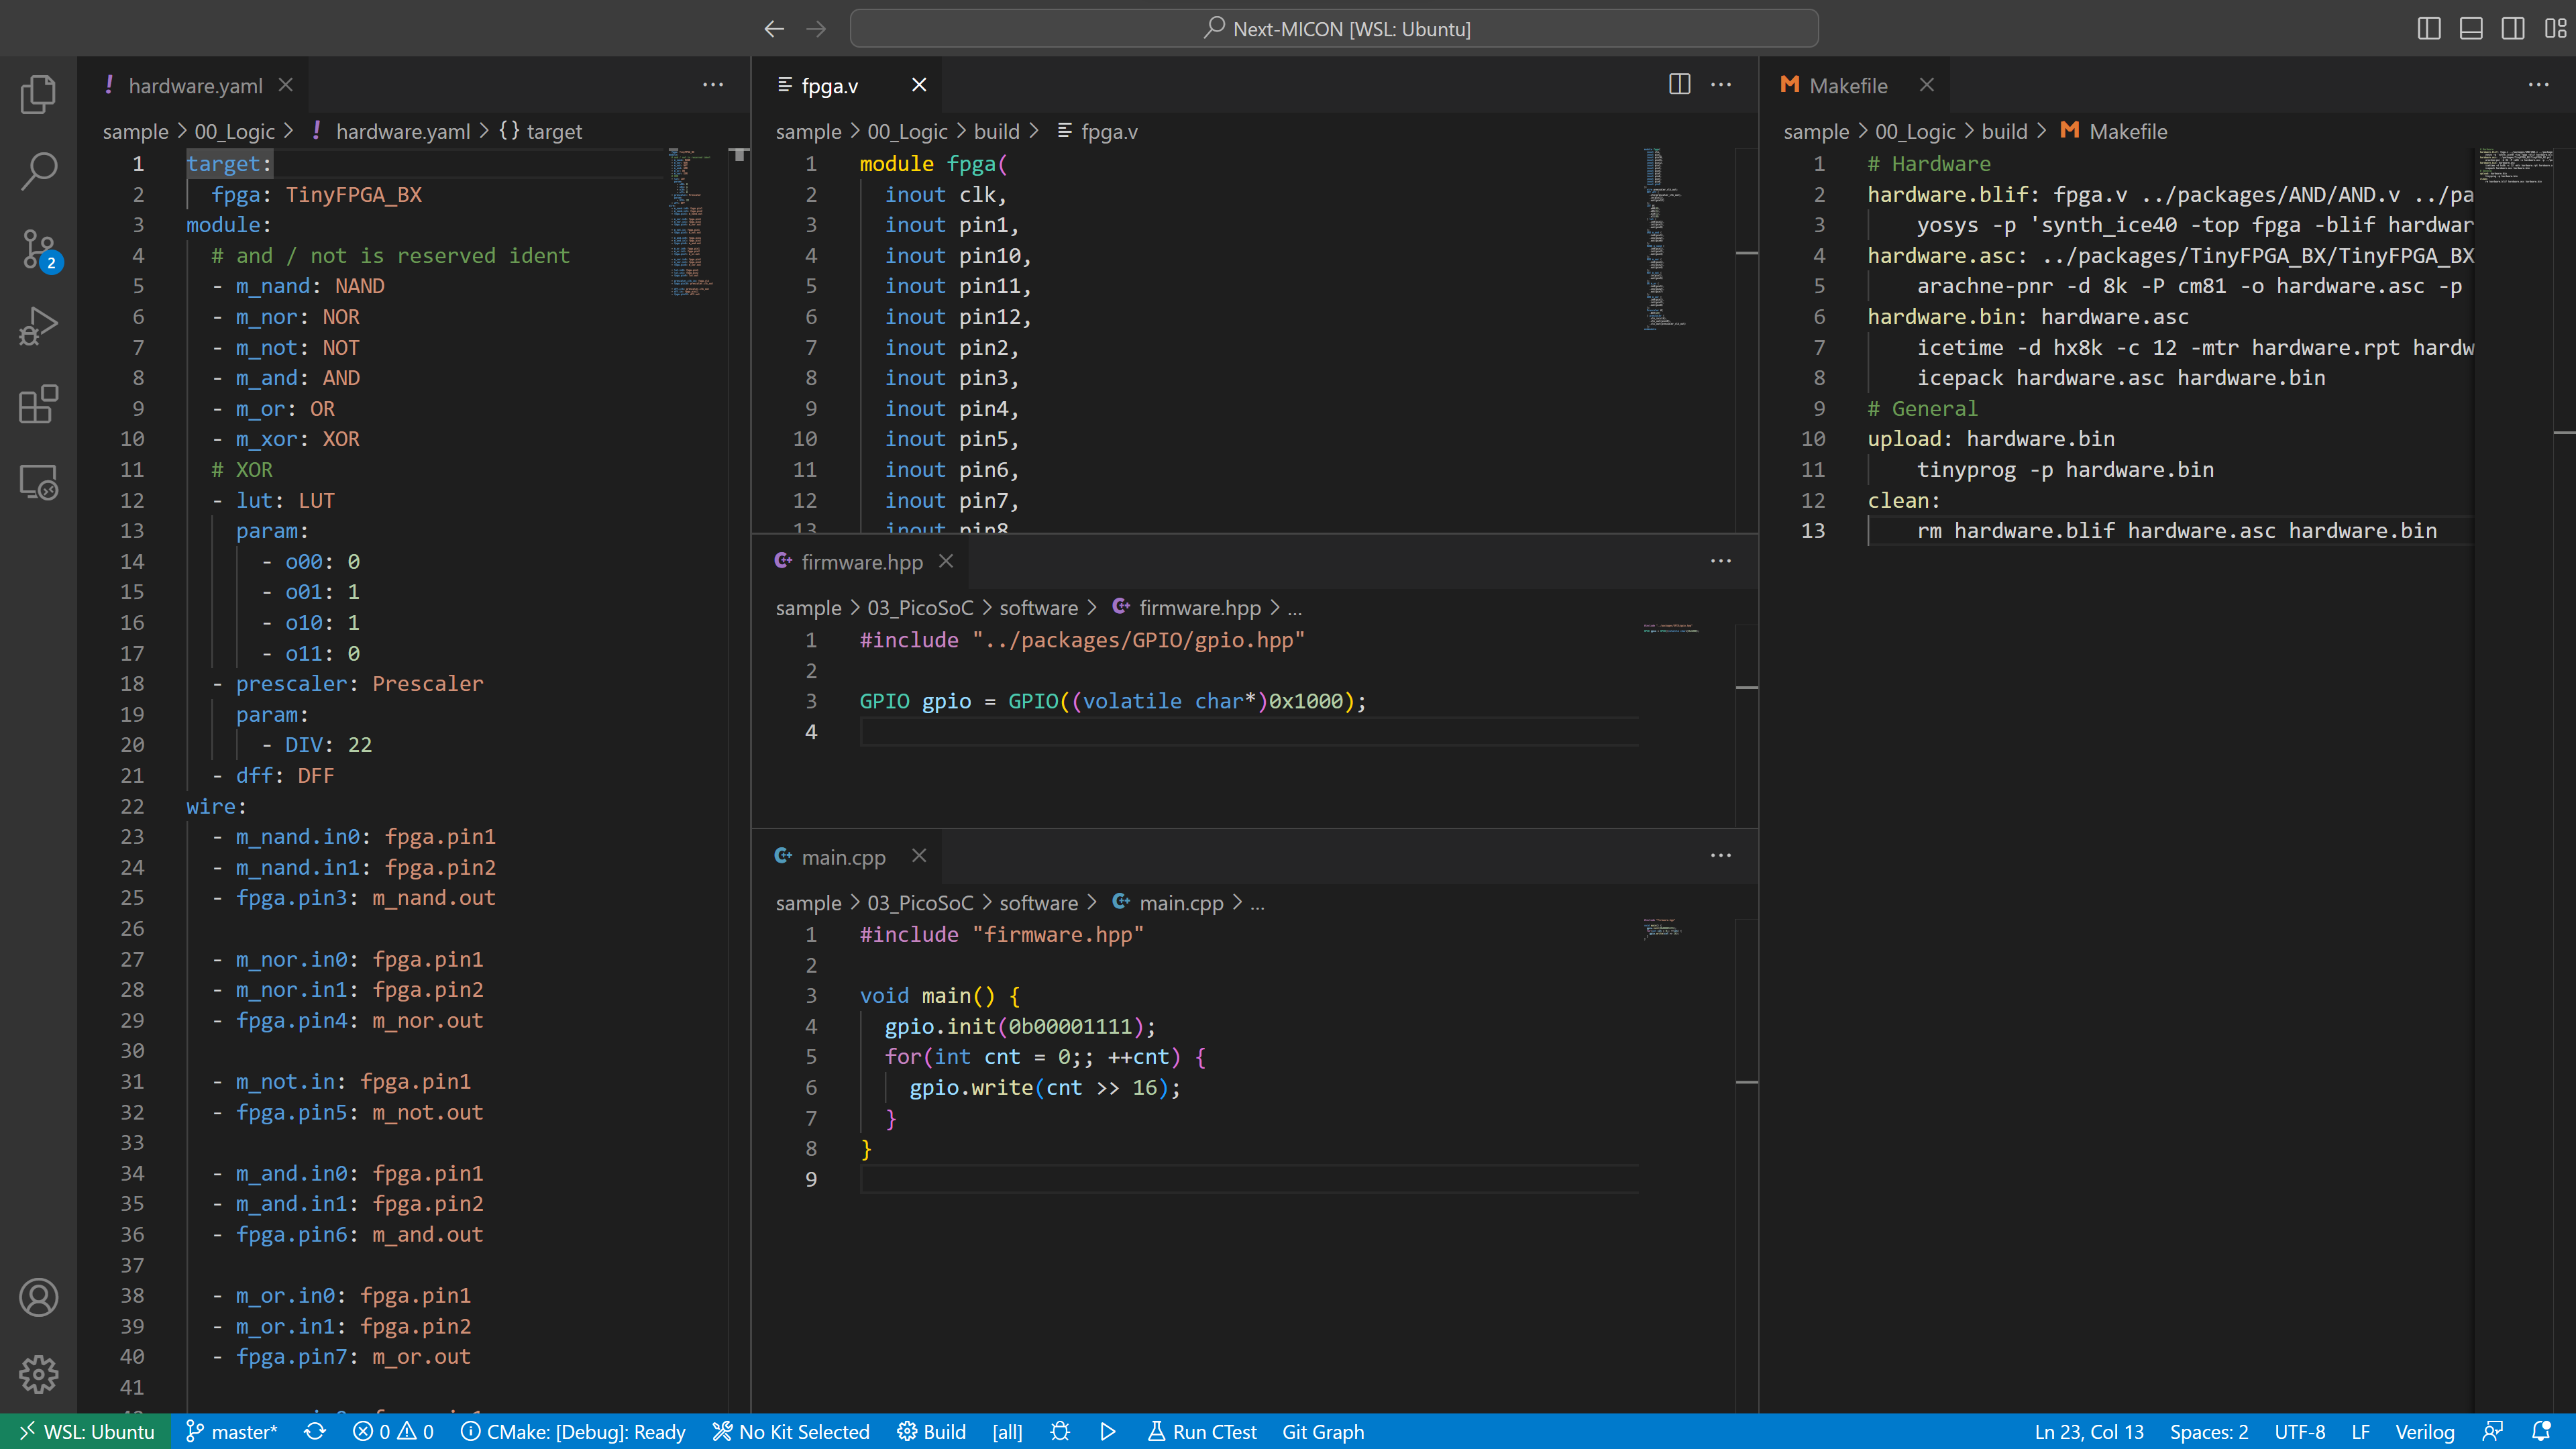 Next-MICON [WSL: Ubuntu]
hardware.yaml
sample > 00_Logic > hardware.yaml > {} target
1 target:
2 fpga: TinyFPGA_BX
3 module:
4 # and / not is reserved ident
5 - m_nand: NAND
6 - m_nor: NOR
7 - m_not: NOT
8 - m_and: AND
9 - m_or: OR
10 - m_xor: XOR
11 # XOR
12 - lut: LUT
13 param:
14 - o00: 0
15 - o01: 1
16 - o10: 1
17 - o11: 0
18 - prescaler: Prescaler
19 param:
20 - DIV: 22
21 - dff: DFF
22 wire:
23 - m_nand.in0: fpga.pin1
24 - m_nand.in1: fpga.pin2
25 - fpga.pin3: m_nand.out
26
27 - m_nor.in0: fpga.pin1
28 - m_nor.in1: fpga.pin2
29 - fpga.pin4: m_nor.out
30
31 - m_not.in: fpga.pin1
32 - fpga.pin5: m_not.out
33
34 - m_and.in0: fpga.pin1
35 - m_and.in1: fpga.pin2
36 - fpga.pin6: m_and.out
37
38 - m_or.in0: fpga.pin1
39 - m_or.in1: fpga.pin2
40 - fpga.pin7: m_or.out
41
fpga.v
sample > 00_Logic > build > fpga.v
1 module fpga(
2 inout clk,
3 inout pin1,
4 inout pin10,
5 inout pin11,
6 inout pin12,
7 inout pin2,
8 inout pin3,
9 inout pin4,
10 inout pin5,
11 inout pin6,
12 inout pin7,
13 inout pin8
firmware.hpp
sample > 03_PicoSoC > software > firmware.hpp > ...
1 #include "../packages/GPIO/gpio.hpp"
2
3 GPIO gpio = GPIO((volatile char*)0x1000);
4
main.cpp
sample > 03_PicoSoC > software > main.cpp > ...
1 #include "firmware.hpp"
2
3 void main() {
4 gpio.init(0b00001111);
5 for(int cnt = 0;; ++cnt) {
6 gpio.write(cnt >> 16);
7 }
8 }
9
Makefile
sample > 00_Logic > build > Makefile
1 # Hardware
2 hardware.blif: fpga.v ../packages/AND/AND.v ../pa
3 yosys -p 'synth_ice40 -top fpga -blif hardwar
4 hardware.asc: ../packages/TinyFPGA_BX/TinyFPGA_BX
5 arachne-pnr -d 8k -P cm81 -o hardware.asc -p
6 hardware.bin: hardware.asc
7 icetime -d hx8k -c 12 -mtr hardware.rpt hardw
8 icepack hardware.asc hardware.bin
9 # General
10 upload: hardware.bin
11 tinyprog -p hardware.bin
12 clean:
13 rm hardware.blif hardware.asc hardware.bin
2
WSL: Ubuntu master* 0 0 CMake: [Debug]: Ready No Kit Selected Build [all] Run CTest Git Graph Ln 23, Col 13 Spaces: 2 UTF-8 LF Verilog